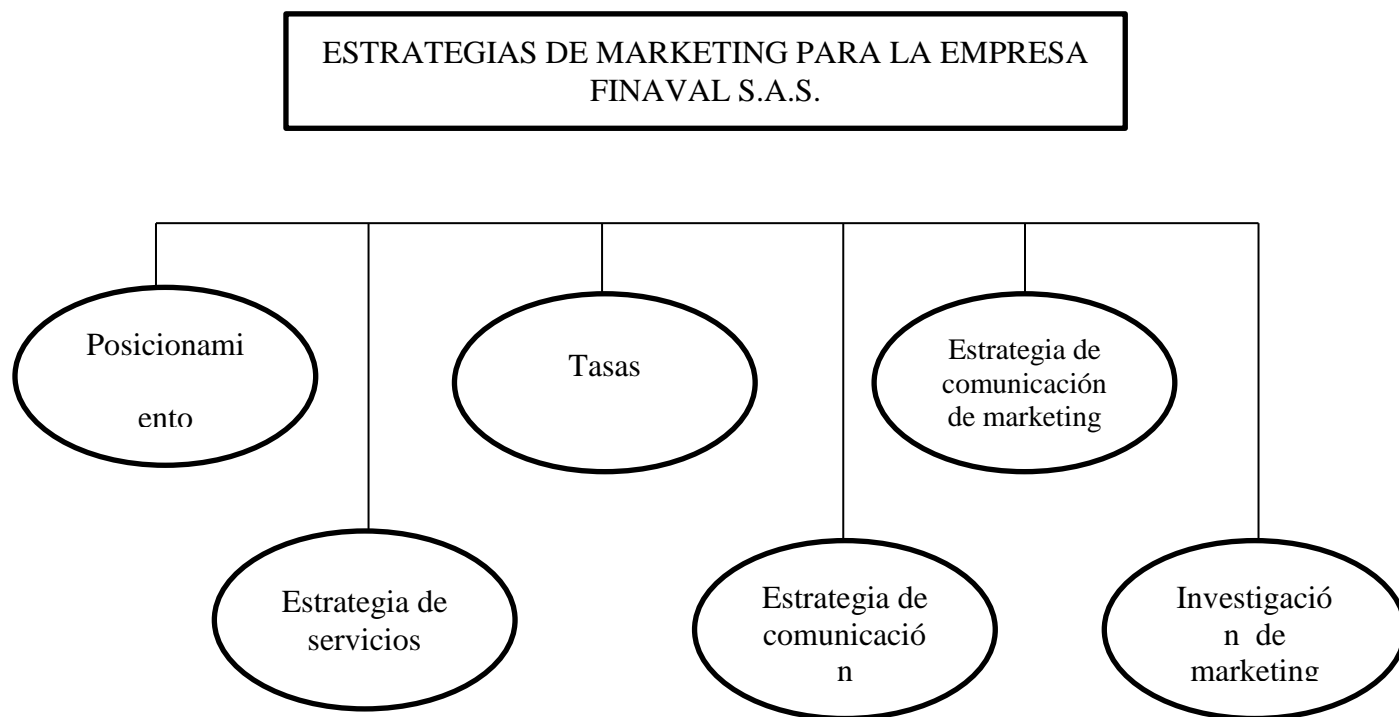 ESTRATEGIAS DE MARKETING PARA LA EMPRESA
FINAVAL S.A.S.
Posicionami
ento
Tasas
Estrategia de
comunicación
de marketing
Estrategia de
servicios
Estrategia de
comunicació
n
Investigació
n de
marketing